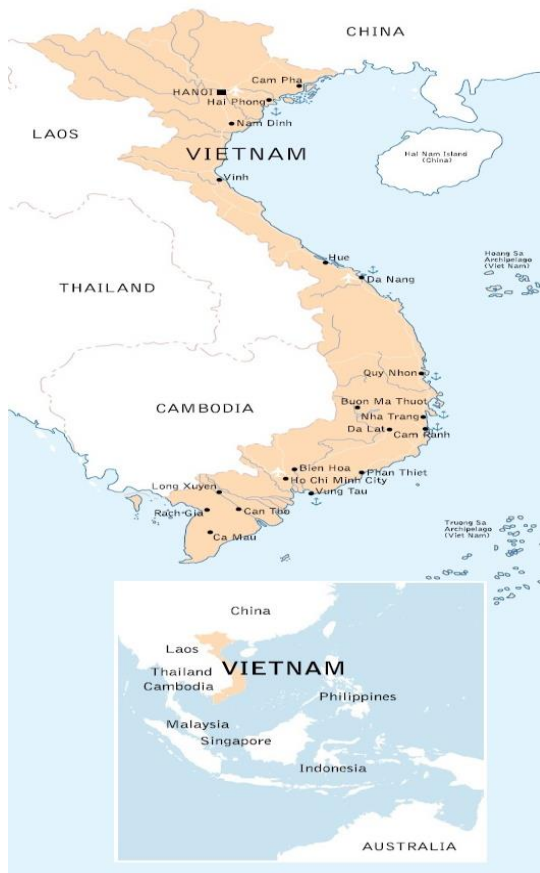 CHINA
Cam Pha
HANOI
Hai Phong
LAOS
Nam Dinh
VIETNAM
Hai Nam Island
(China)
Vinh
Hue
Hoang Sa
Archipelago
(Viet Nam)
Da Nang
THAILAND
Quy Nhon
Buon Ma Thuot
CAMBODIA
Nha Trang
Da Lat
Cam Ranh
Bien Hoa
Phan Thiet
Ho Chi Minh City
Long Xuyen
Vung Tau
Rach Gia
Can Tho
Truong Sa
Archipelago
(Viet Nam)
Ca Mau
China
Laos
VIETNAM
Thailand
Cambodia
Philippines
Malaysia
Singapore
Indonesia
AUSTRALIA